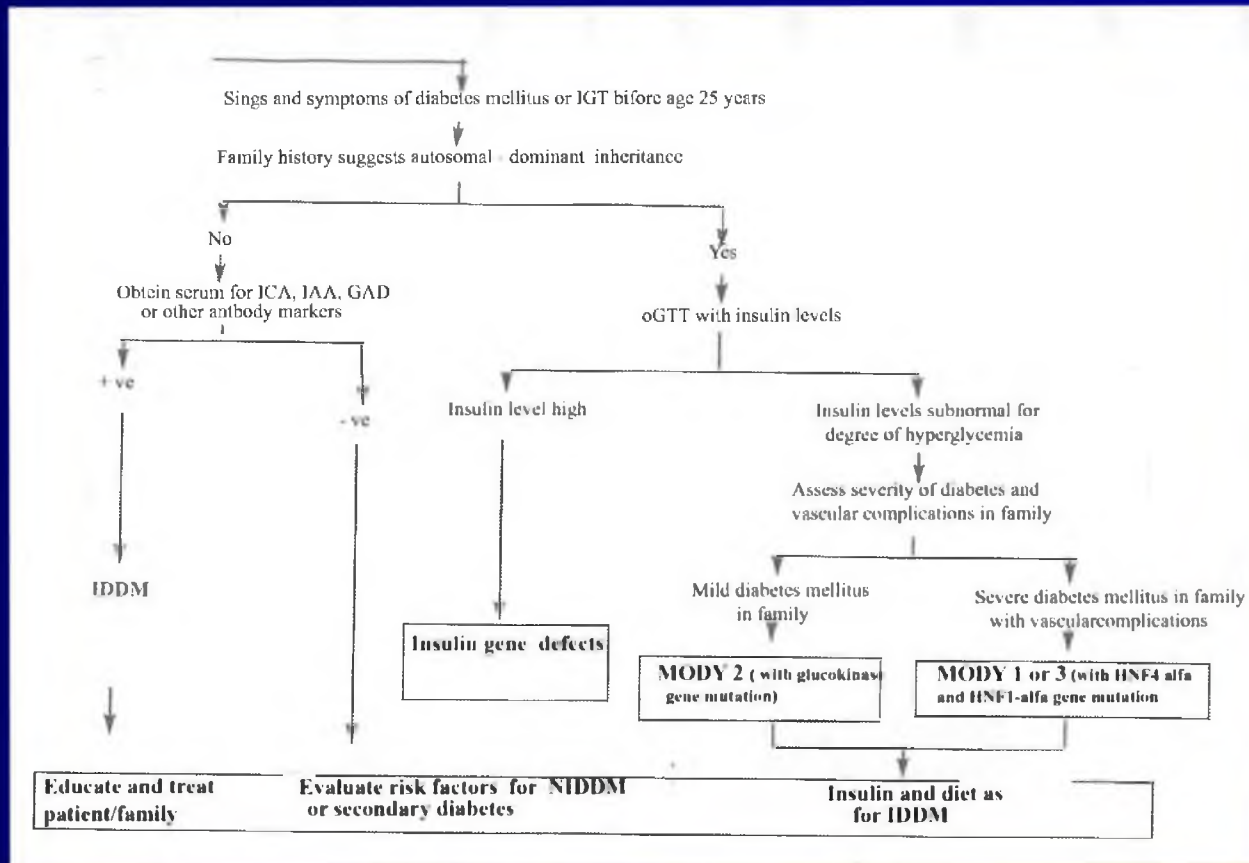 Sings and symptoms of diabetes mellitus or IGT bifore age 25 years
Family history suggests autosomal - dominant inheritance
No
Yes
Obtein serum for ICA, IAA, GAD
or other antbody markers
oGTT with insulin levels
+ ve
- ve
Insulin level high
Insulin levels subnormal for
degree of hyperglycemia
Assess severity of diabetes and
vascular complications in family
IDDM
Mild diabetes mellitus
in family
Severe diabetes mellitus in family
with vascularcomplications
Insulin gene defects
MODY 2 ( with glucokinas
gene mutation)
MODY 1 or 3 (with HNF4 alfa
and HNF1-alfa gene mutation
Educate and treat
patient/family
Evaluate risk factors for NIDDM
or secondary diabetes
Insulin and diet as
for IDDM